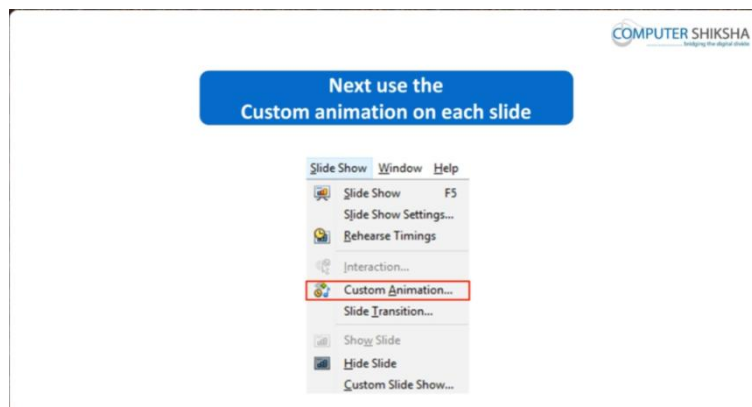 COMPUTER SHIKSHA
bridging the digital divide
Next use the
Custom animation on each slide
Slide Show Window Help
Slide Show F5
Slide Show Settings...
Rehearse Timings
Interaction...
Custom Animation...
Slide Transition...
Show Slide
Hide Slide
Custom Slide Show...